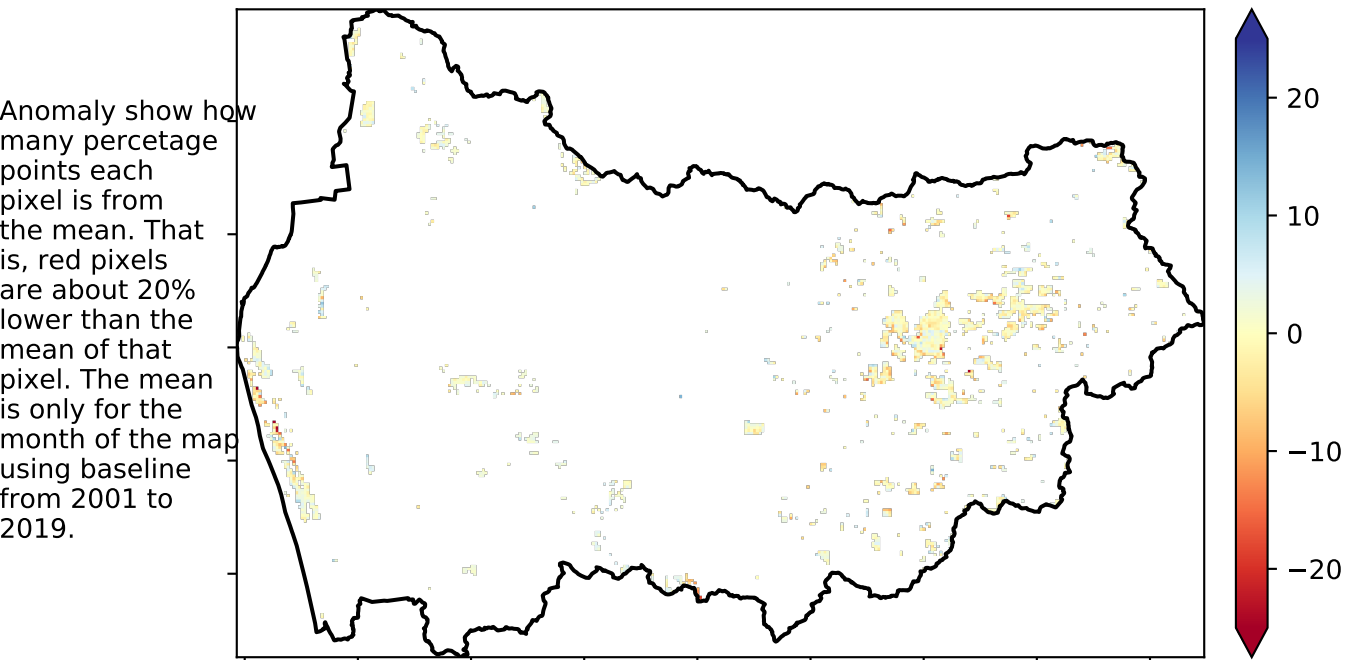 Anomaly show how
many percetage
points each
pixel is from
the mean. That
is, red pixels
are about 20%
lower than the
mean of that
pixel. The mean
is only for the
month of the map
using baseline
from 2001 to
2019.
20
10
0
−10
−20